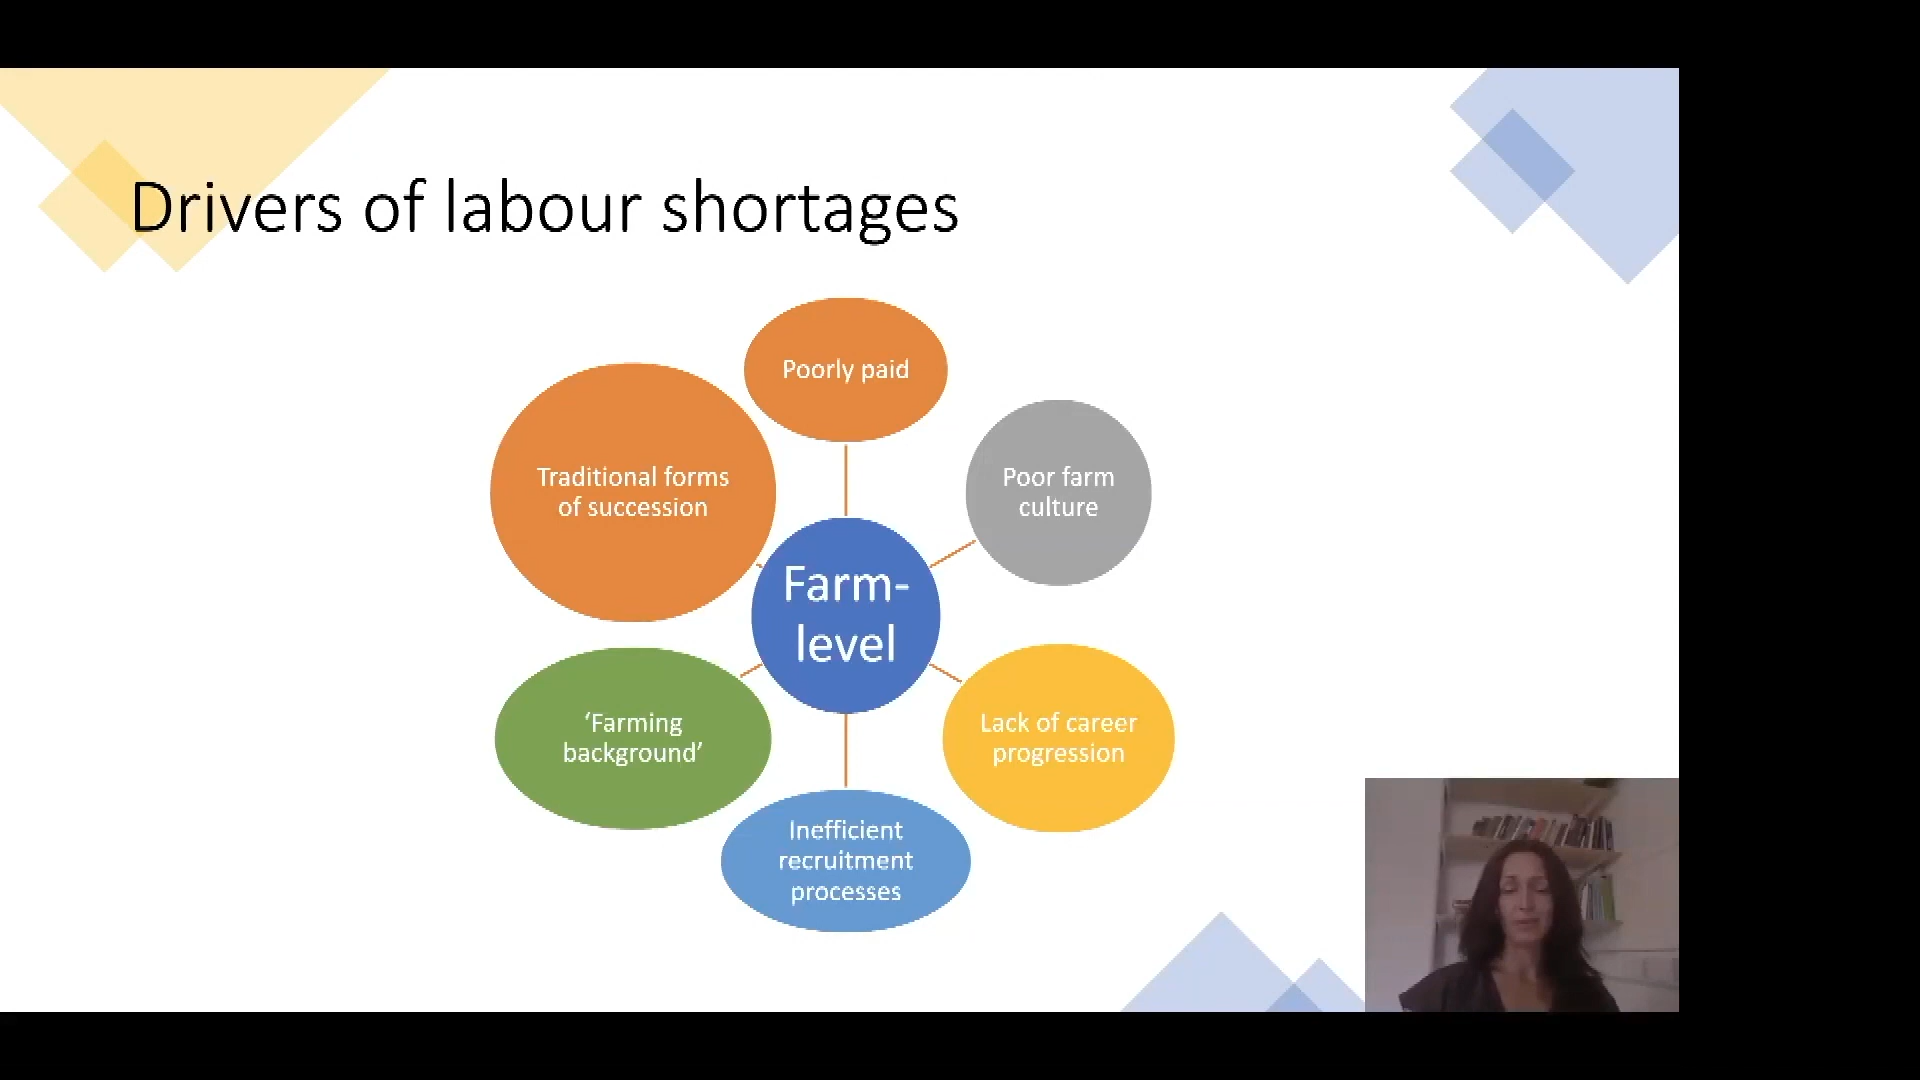 Drivers of labour shortages
Poorly paid
Poor farm
culture
Lack of career
progression
Inefficient
recruitment
processes
‘Farming
background’
Traditional forms
of succession
Farm-
level